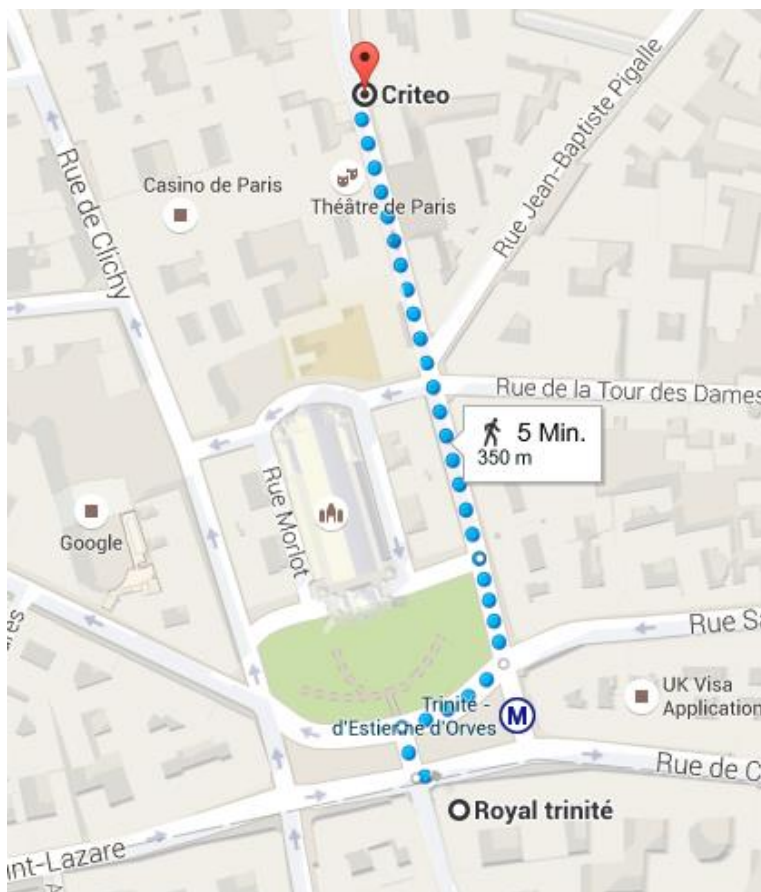 Criteo
Rue Jean-Baptiste Pigalle
Rue de Clichy
Casino de Paris
Théâtre de Paris
Rue de la Tour des Dames
5 Min.
350 m
Rue Morlot
Google
Rue Sa
UK Visa
Application
Trinité -
d'Estienne d'Orves
M
Rue de C
Royal trinité
int-Lazare